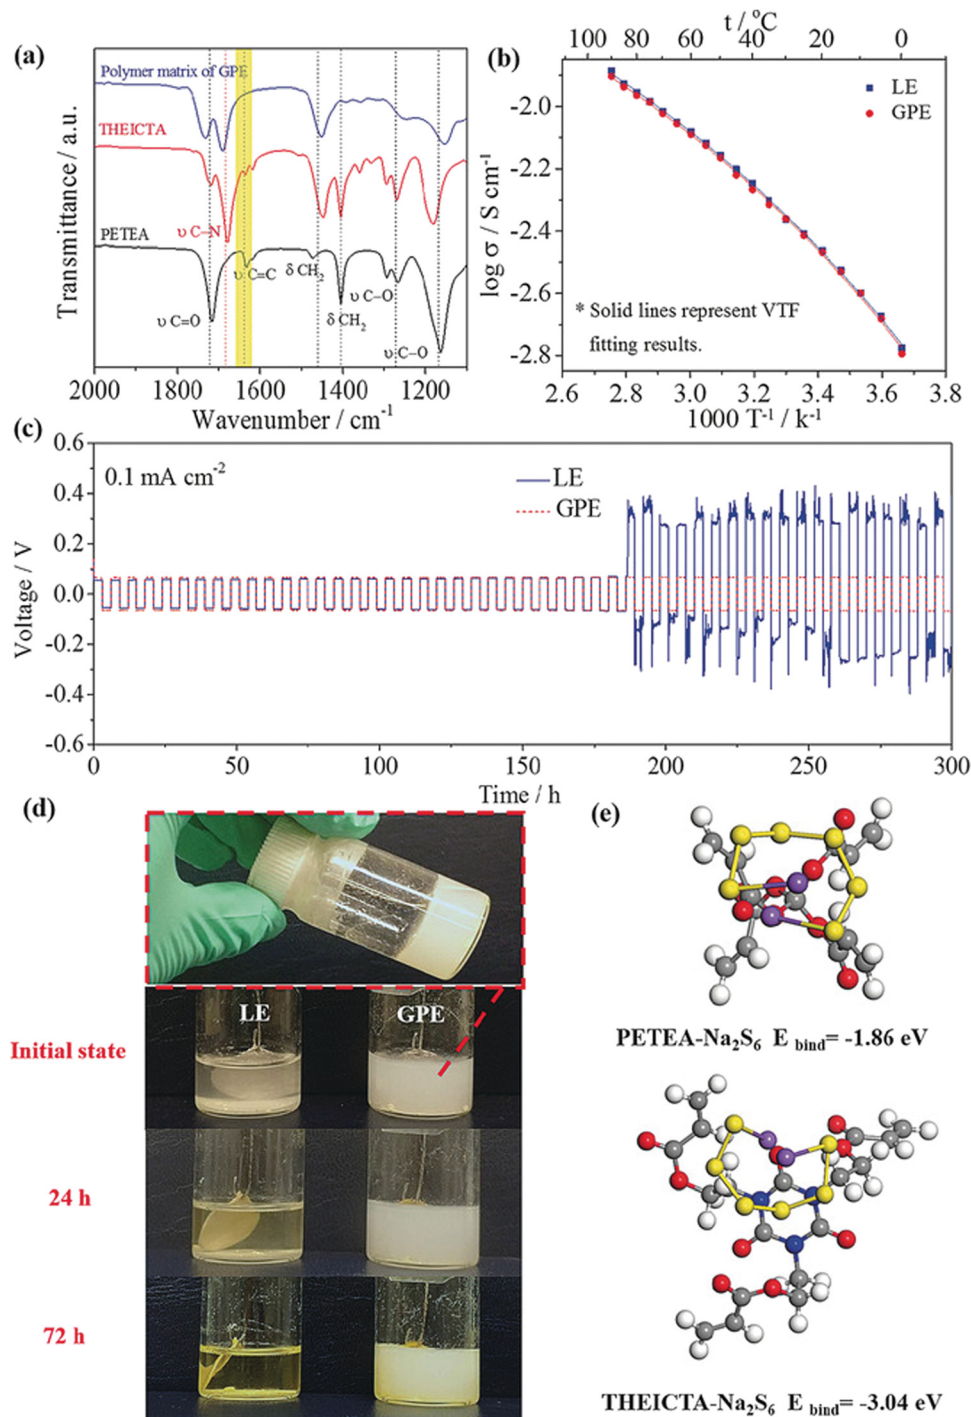 (a)
Polymer matrix of GPE
THEICTA
PETEA
υ C–N
υ C=C
δ CH2
υ C=O
δ CH2
υ C–O
υ C–O
Transmittance / a.u.
2000 1800 1600 1400 1200
Wavenumber / cm-1
(b)
t / oC
100 80 60 40 20 0
LE
GPE
log σ / S cm-1
-2.0
-2.2
-2.4
-2.6
-2.8
* Solid lines represent VTF
fitting results.
2.6 2.8 3.0 3.2 3.4 3.6 3.8
1000 T-1 / k-1
(c)
0.1 mA cm-2
LE
GPE
Voltage / V
0.6
0.4
0.2
0.0
-0.2
-0.4
-0.6
0 50 100 150 200 250 300
Time / h
(d)
LE GPE
Initial state
24 h
72 h
(e)
PETEA-Na2S6 E bind= -1.86 eV
THEICTA-Na2S6 E bind= -3.04 eV